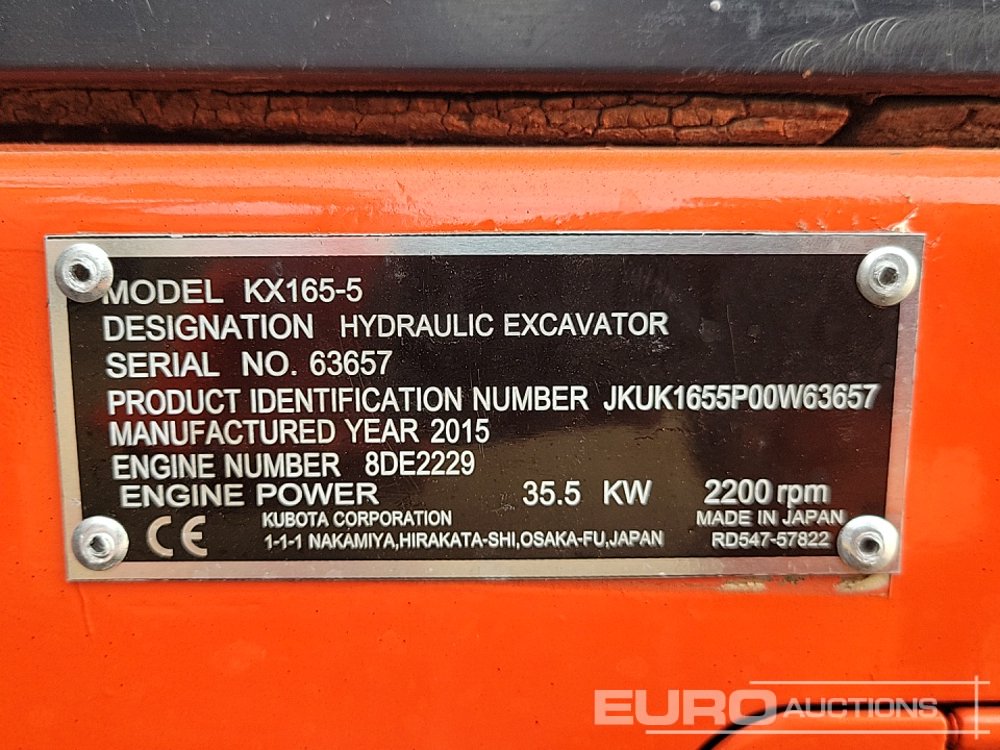 MODEL KX165-5
DESIGNATION HYDRAULIC EXCAVATOR
SERIAL NO. 63657
PRODUCT IDENTIFICATION NUMBER JKUK1655P00W63657
MANUFACTURED YEAR 2015
ENGINE NUMBER 8DE2229
ENGINE POWER 35.5 KW 2200 rpm
CE KUBOTA CORPORATION MADE IN JAPAN
1-1-1 NAKAMIYA,HIRAKATA-SHI,OSAKA-FU,JAPAN RD547-57822
EURO AUCTIONS